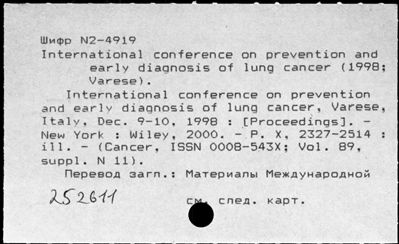 Шифр N2-4919
International conference on prevention and
early diagnosis of lung cancer (1998;
Varese).
International conference on prevention
and early diagnosis of lung cancer, Varese,
Italy, Dec. 9-10, 1998 : [Proceedings]. -
New York : Wiley, 2000. - P. X, 2327-2514 :
ill. - (Cancer, ISSN 0008-543X; Vol. 89,
suppl. N 11).
Перевод загл.: Материалы Международной
252611
см. след. карт.